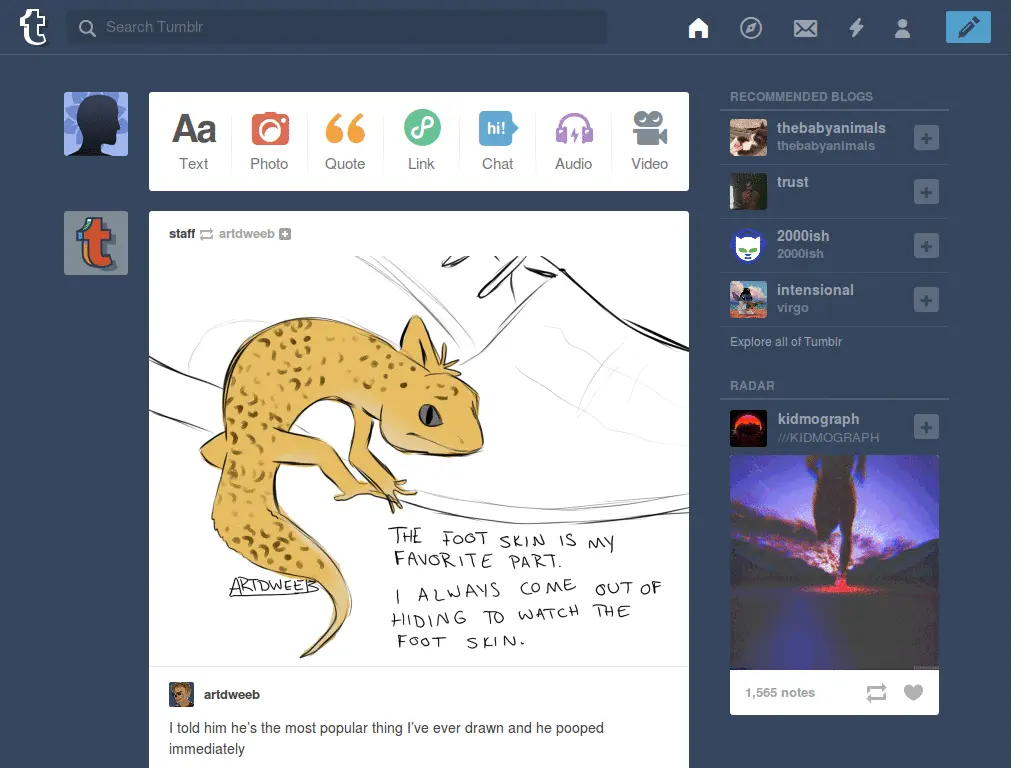 t
Search Tumblr
Aa
Text
Photo
Quote
Link
hi!
Chat
Audio
Video
staff artdweeb
THE FOOT SKIN IS MY
FAVORITE PART.
I ALWAYS COME OUT OF
HIDING TO WATCH THE
FOOT SKIN.
ARTDWEEB
artdweeb
I told him he’s the most popular thing I’ve ever drawn and he pooped
immediately
RECOMMENDED BLOGS
thebabyanimals
thebabyanimals
trust
2000ish
2000ish
intensional
virgo
Explore all of Tumblr
RADAR
kidmograph
///KIDMOGRAPH
1,565 notes